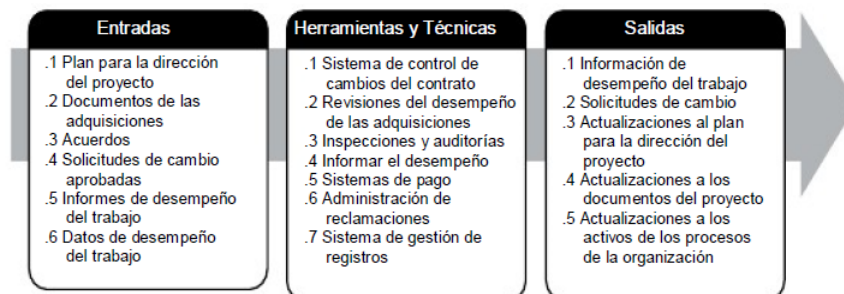 Entradas
.1 Plan para la dirección
del proyecto
.2 Documentos de las
adquisiciones
.3 Acuerdos
.4 Solicitudes de cambio
aprobadas
.5 Informes de desempeño
del trabajo
.6 Datos de desempeño
del trabajo
Herramientas y Técnicas
.1 Sistema de control de
cambios del contrato
.2 Revisiones del desempeño
de las adquisiciones
.3 Inspecciones y auditorías
.4 Informar el desempeño
.5 Sistemas de pago
.6 Administración de
reclamaciones
.7 Sistema de gestión de
registros
Salidas
.1 Información de
desempeño del trabajo
.2 Solicitudes de cambio
.3 Actualizaciones al plan
para la dirección del
proyecto
.4 Actualizaciones a los
documentos del proyecto
.5 Actualizaciones a los
activos de los procesos
de la organización